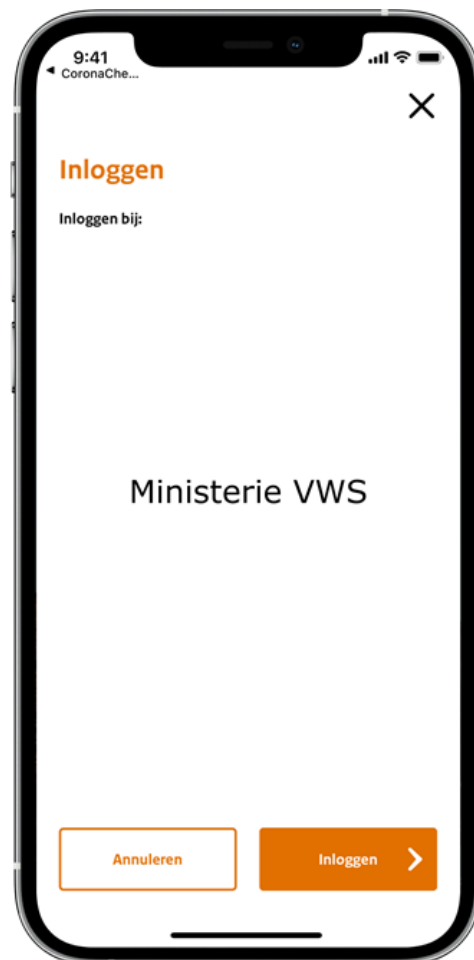 9:41
CoronaChe...
Inloggen
Inloggen bij:
Ministerie VWS
Annuleren
Inloggen